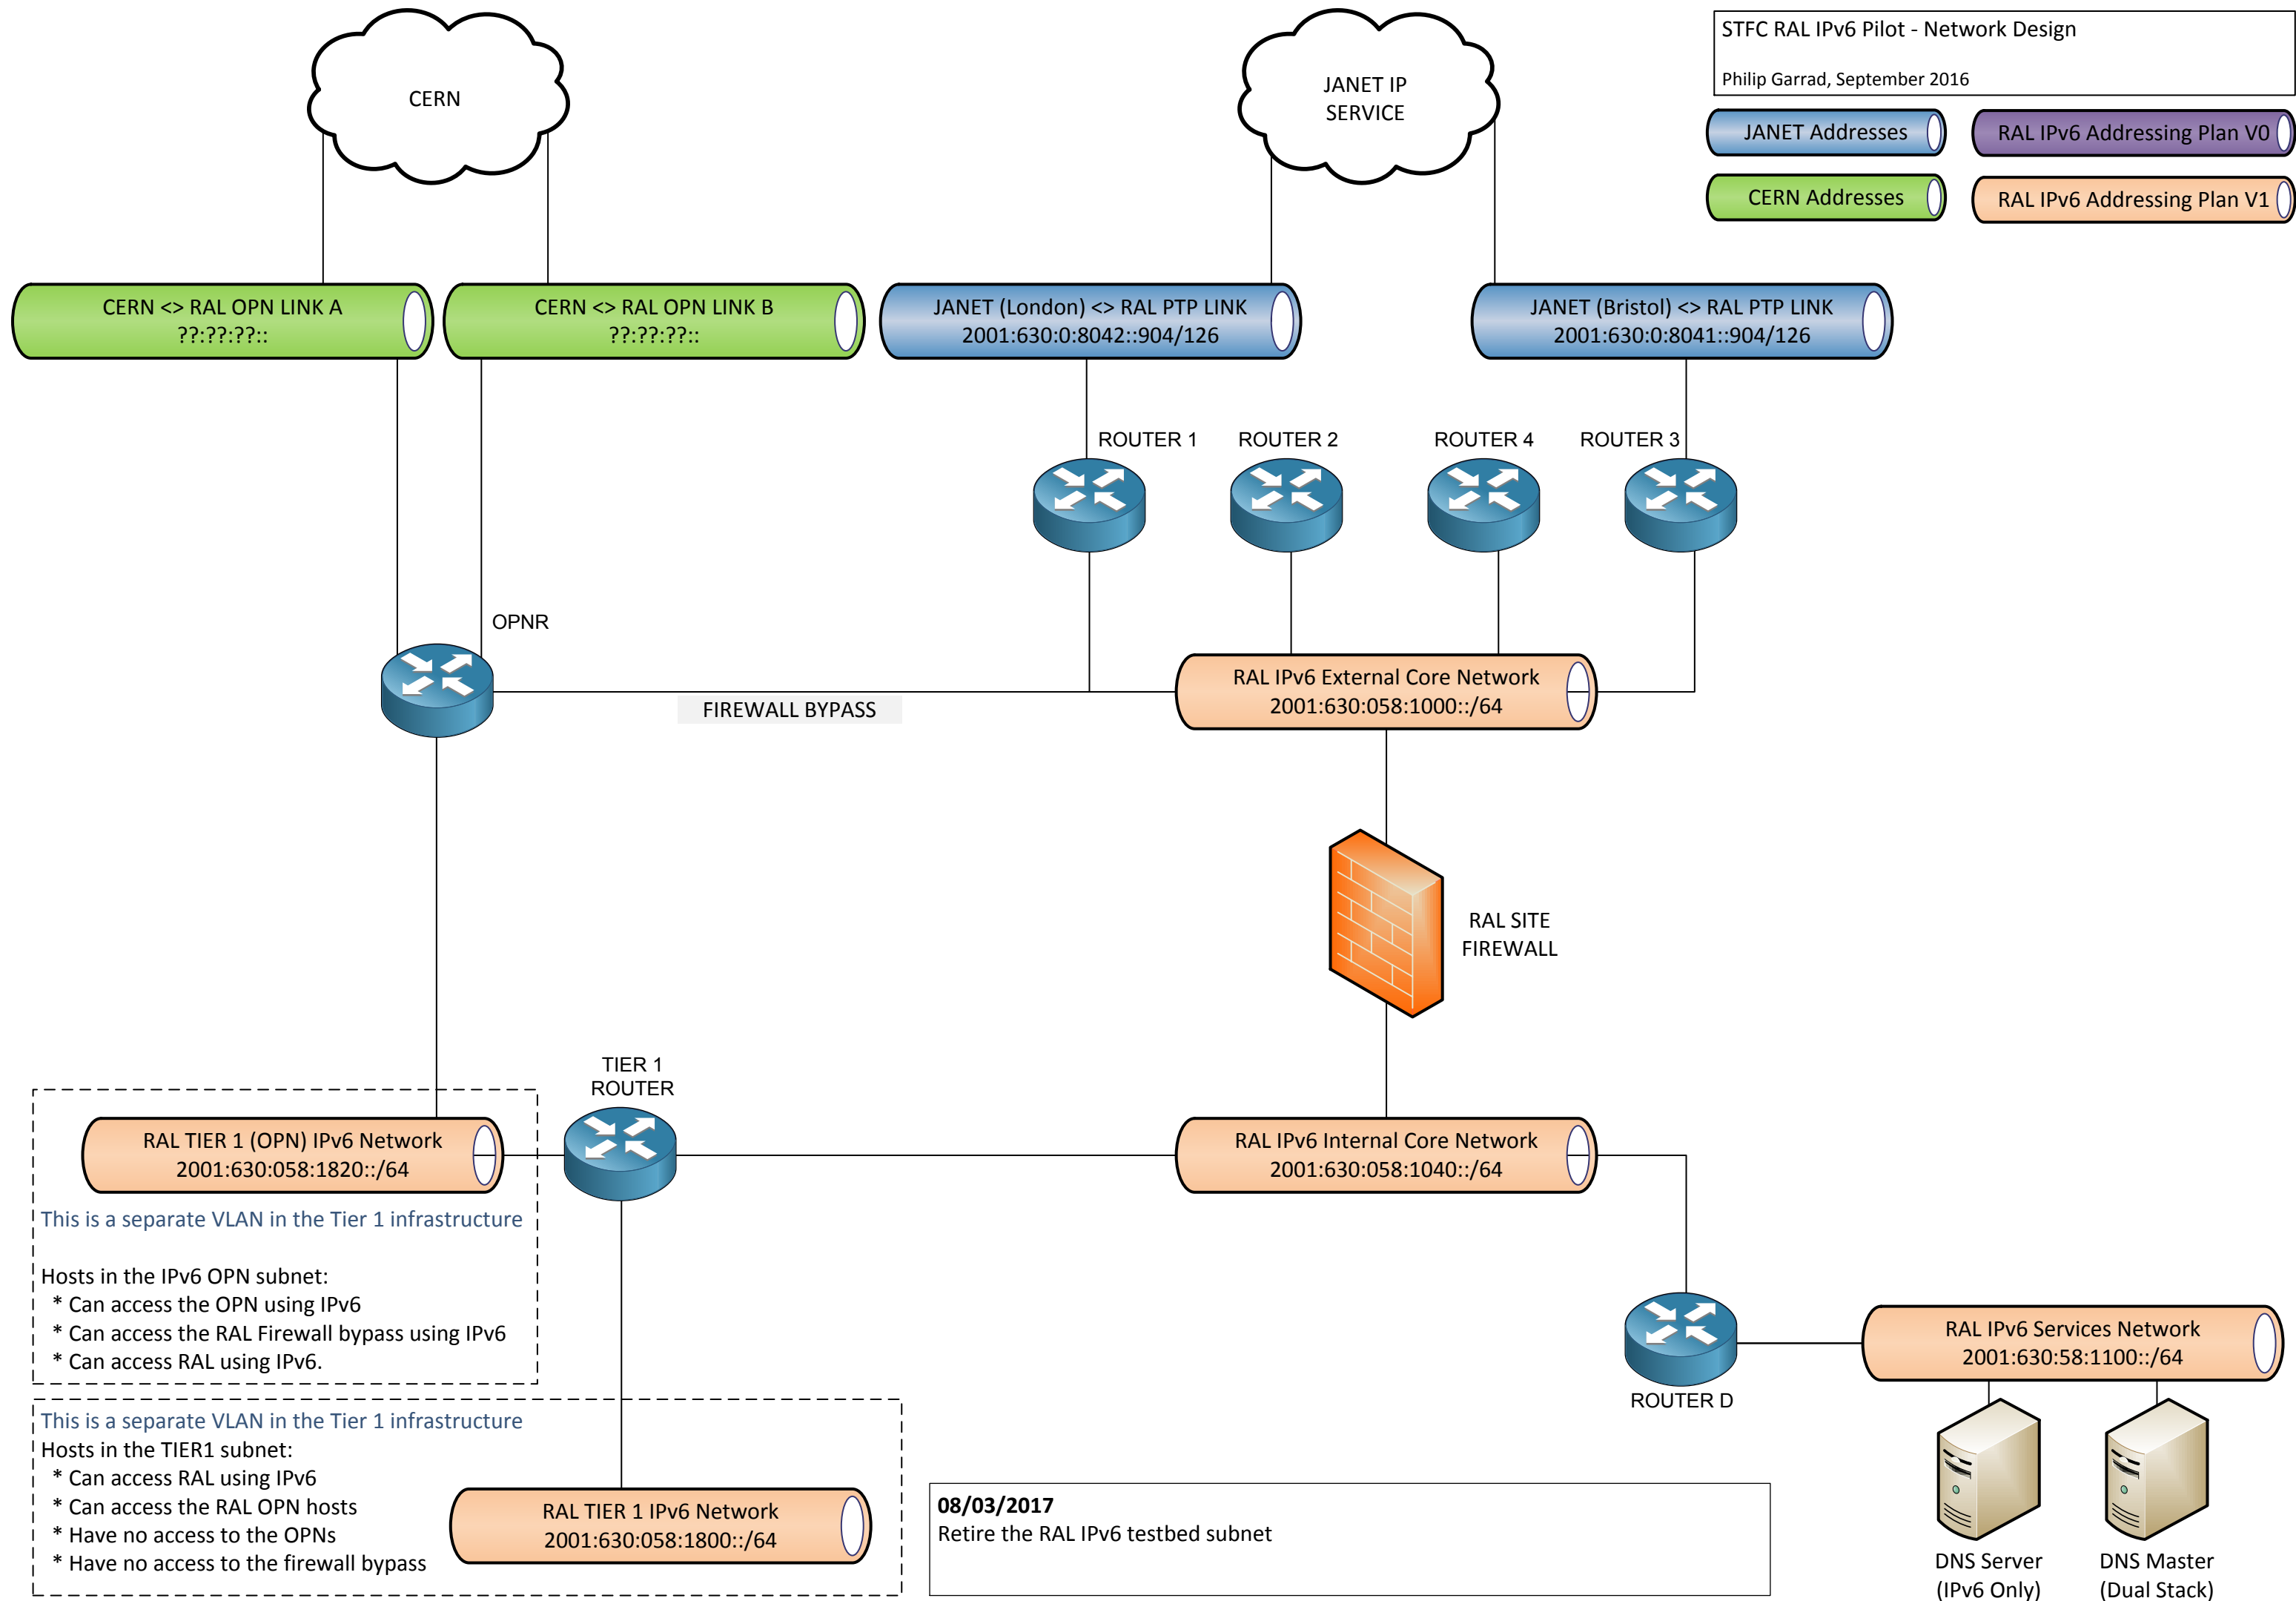 CERN
JANET IP
SERVICE
STFC RAL IPv6 Pilot - Network Design
Philip Garrad, September 2016
JANET Addresses
RAL IPv6 Addressing Plan V0
CERN Addresses
RAL IPv6 Addressing Plan V1
CERN <> RAL OPN LINK A
??:??:??::
CERN <> RAL OPN LINK B
??:??:??::
JANET (London) <> RAL PTP LINK
2001:630:0:8042::904/126
JANET (Bristol) <> RAL PTP LINK
2001:630:0:8041::904/126
ROUTER 1
ROUTER 2
ROUTER 4
ROUTER 3
OPNR
FIREWALL BYPASS
RAL IPv6 External Core Network
2001:630:058:1000::/64
RAL SITE
FIREWALL
TIER 1
ROUTER
RAL TIER 1 (OPN) IPv6 Network
2001:630:058:1820::/64
RAL IPv6 Internal Core Network
2001:630:058:1040::/64
This is a separate VLAN in the Tier 1 infrastructure
Hosts in the IPv6 OPN subnet:
* Can access the OPN using IPv6
* Can access the RAL Firewall bypass using IPv6
* Can access RAL using IPv6.
ROUTER D
RAL IPv6 Services Network
2001:630:58:1100::/64
This is a separate VLAN in the Tier 1 infrastructure
Hosts in the TIER1 subnet:
* Can access RAL using IPv6
* Can access the RAL OPN hosts
* Have no access to the OPNs
* Have no access to the firewall bypass
RAL TIER 1 IPv6 Network
2001:630:058:1800::/64
08/03/2017
Retire the RAL IPv6 testbed subnet
DNS Server
(IPv6 Only)
DNS Master
(Dual Stack)